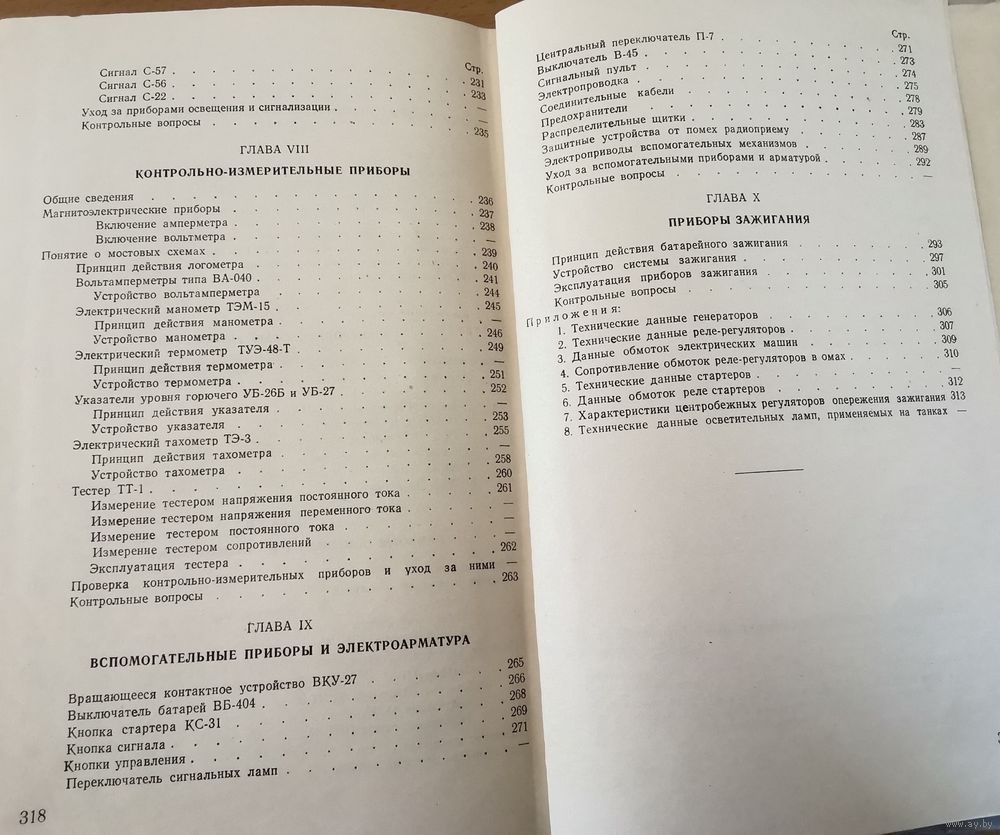 Стр.
Сигнал С-57 . . . . . . . . . . 231
Сигнал С-56 . . . . . . . . . . 233
Сигнал С-22 . . . . . . . . . .
Уход за приборами освещения и сигнализации . . . . . —
Контрольные вопросы . . . . . . . . . . 235
ГЛАВА VIII
КОНТРОЛЬНО-ИЗМЕРИТЕЛЬНЫЕ ПРИБОРЫ
Общие сведения . . . . . . . . . . 236
Магнитоэлектрические приборы . . . . . . . . 237
Включение амперметра . . . . . . . . 238
Включение вольтметра . . . . . . . . —
Понятие о мостовых схемах . . . . . . . . 239
Принцип действия логометра . . . . . . . 240
Вольтамперметры типа ВА-040 . . . . . . . 241
Устройство вольтамперметра . . . . . . . 244
Электрический манометр ТЭМ-15 . . . . . . . 245
Принцип действия манометра . . . . . . . —
Устройство манометра . . . . . . . 246
Электрический термометр ТУЭ-48-Т . . . . . . . 249
Принцип действия термометра . . . . . . . —
Устройство термометра . . . . . . . 251
Указатели уровня горючего УБ-26Б и УБ-27 . . . . . 252
Принцип действия указателя . . . . . . . —
Устройство указателя . . . . . . . 253
Электрический тахометр ТЭ-3 . . . . . . . 255
Принцип действия тахометра . . . . . . . —
Устройство тахометра . . . . . . . 258
Тестер ТТ-1 . . . . . . . . . . 260
Измерение тестером напряжения постоянного тока . . . . 261
Измерение тестером напряжения переменного тока . . . . —
Измерение тестером постоянного тока . . . . . —
Измерение тестером сопротивлений . . . . . —
Эксплуатация тестера . . . . . . . . 262
Проверка контрольно-измерительных приборов и уход за ними —
Контрольные вопросы . . . . . . . . . 263
ГЛАВА IX
ВСПОМОГАТЕЛЬНЫЕ ПРИБОРЫ И ЭЛЕКТРОАРМАТУРА
Вращающееся контактное устройство ВКУ-27 . . . . . 265
Выключатель батарей ВБ-404 . . . . . . . . 266
Кнопка стартера КС-31 . . . . . . . . 268
Кнопка сигнала . . . . . . . . . . 269
Кнопки управления . . . . . . . . . . 271
Переключатель сигнальных ламп . . . . . . . . —
318
Стр.
Центральный переключатель П-7 . . . . . . 271
Выключатель В-45 . . . . . . . . 273
Сигнальный пульт . . . . . . . . 274
Электропроводка . . . . . . . . 275
Соединительные кабели . . . . . . . . 278
Предохранители . . . . . . . . 279
Распределительные щитки . . . . . . . . 283
Защитные устройства от помех радиоприему . . . . 287
Электроприводы вспомогательных механизмов . . . . 289
Уход за вспомогательными приборами и арматурой . . . . 292
Контрольные вопросы . . . . . . . . —
ГЛАВА X
ПРИБОРЫ ЗАЖИГАНИЯ
Принцип действия батарейного зажигания . . . . 293
Устройство системы зажигания . . . . . . 297
Эксплуатация приборов зажигания . . . . . . 301
Контрольные вопросы . . . . . . . . 305
Приложения:
1. Технические данные генераторов . . . . . . 306
2. Технические данные реле-регуляторов . . . . . 307
3. Данные обмоток электрических машин . . . . . 309
4. Сопротивление обмоток реле-регуляторов в омах . . . . 310
5. Технические данные стартеров . . . . . . —
6. Данные обмоток реле стартеров . . . . . . 312
7. Характеристики центробежных регуляторов опережения зажигания 313
8. Технические данные осветительных ламп, применяемых на танках —
www.ay.by